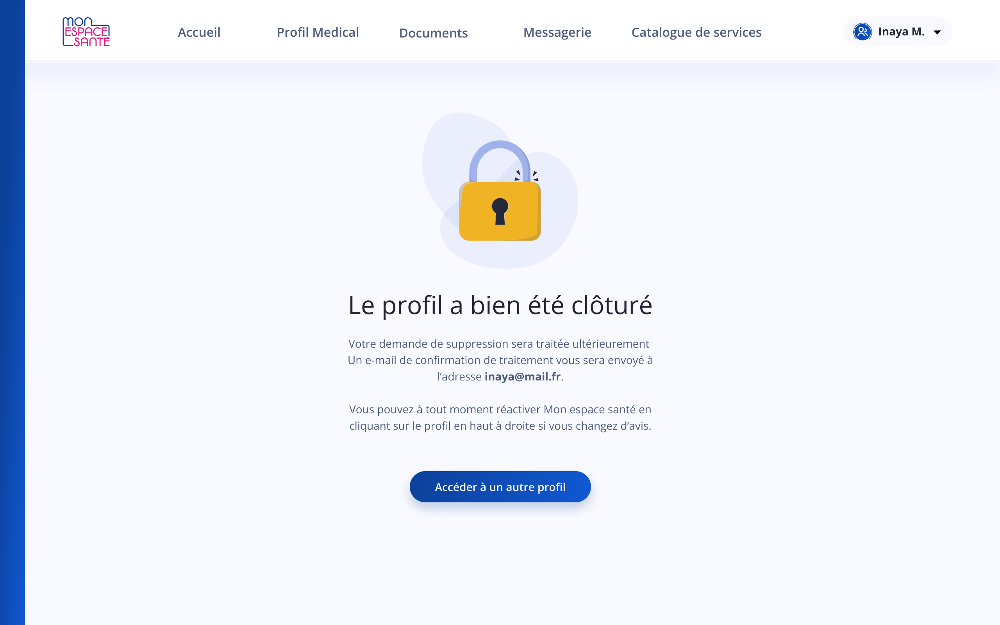 mon
ESPACE
SANTÉ
Accueil
Profil Medical
Documents
Messagerie
Catalogue de services
Inaya M.
Le profil a bien été clôturé
Votre demande de suppression sera traitée ultérieurement
Un e-mail de confirmation de traitement vous sera envoyé à
l’adresse inaya@mail.fr.
Vous pouvez à tout moment réactiver Mon espace santé en
cliquant sur le profil en haut à droite si vous changez d’avis.
Accéder à un autre profil